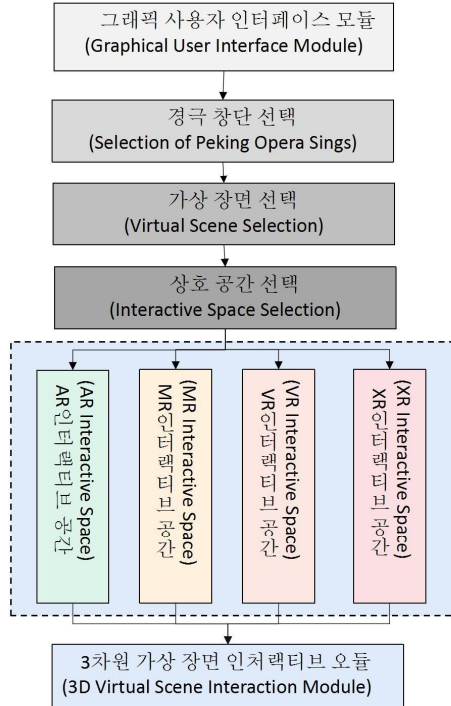 그래픽 사용자 인터페이스 모듈
(Graphical User Interface Module)
경극 창단 선택
(Selection of Peking Opera Sings)
가상 장면 선택
(Virtual Scene Selection)
상호 공간 선택
(Interactive Space Selection)
(AR Interactive Space)
AR인터랙티브 공간
(MR Interactive Space)
MR인터랙티브 공간
(VR Interactive Space)
VR인터랙티브 공간
(XR Interactive Space)
XR인터랙티브 공간
3차원 가상 장면 인처랙티브 오듈
(3D Virtual Scene Interaction Module)